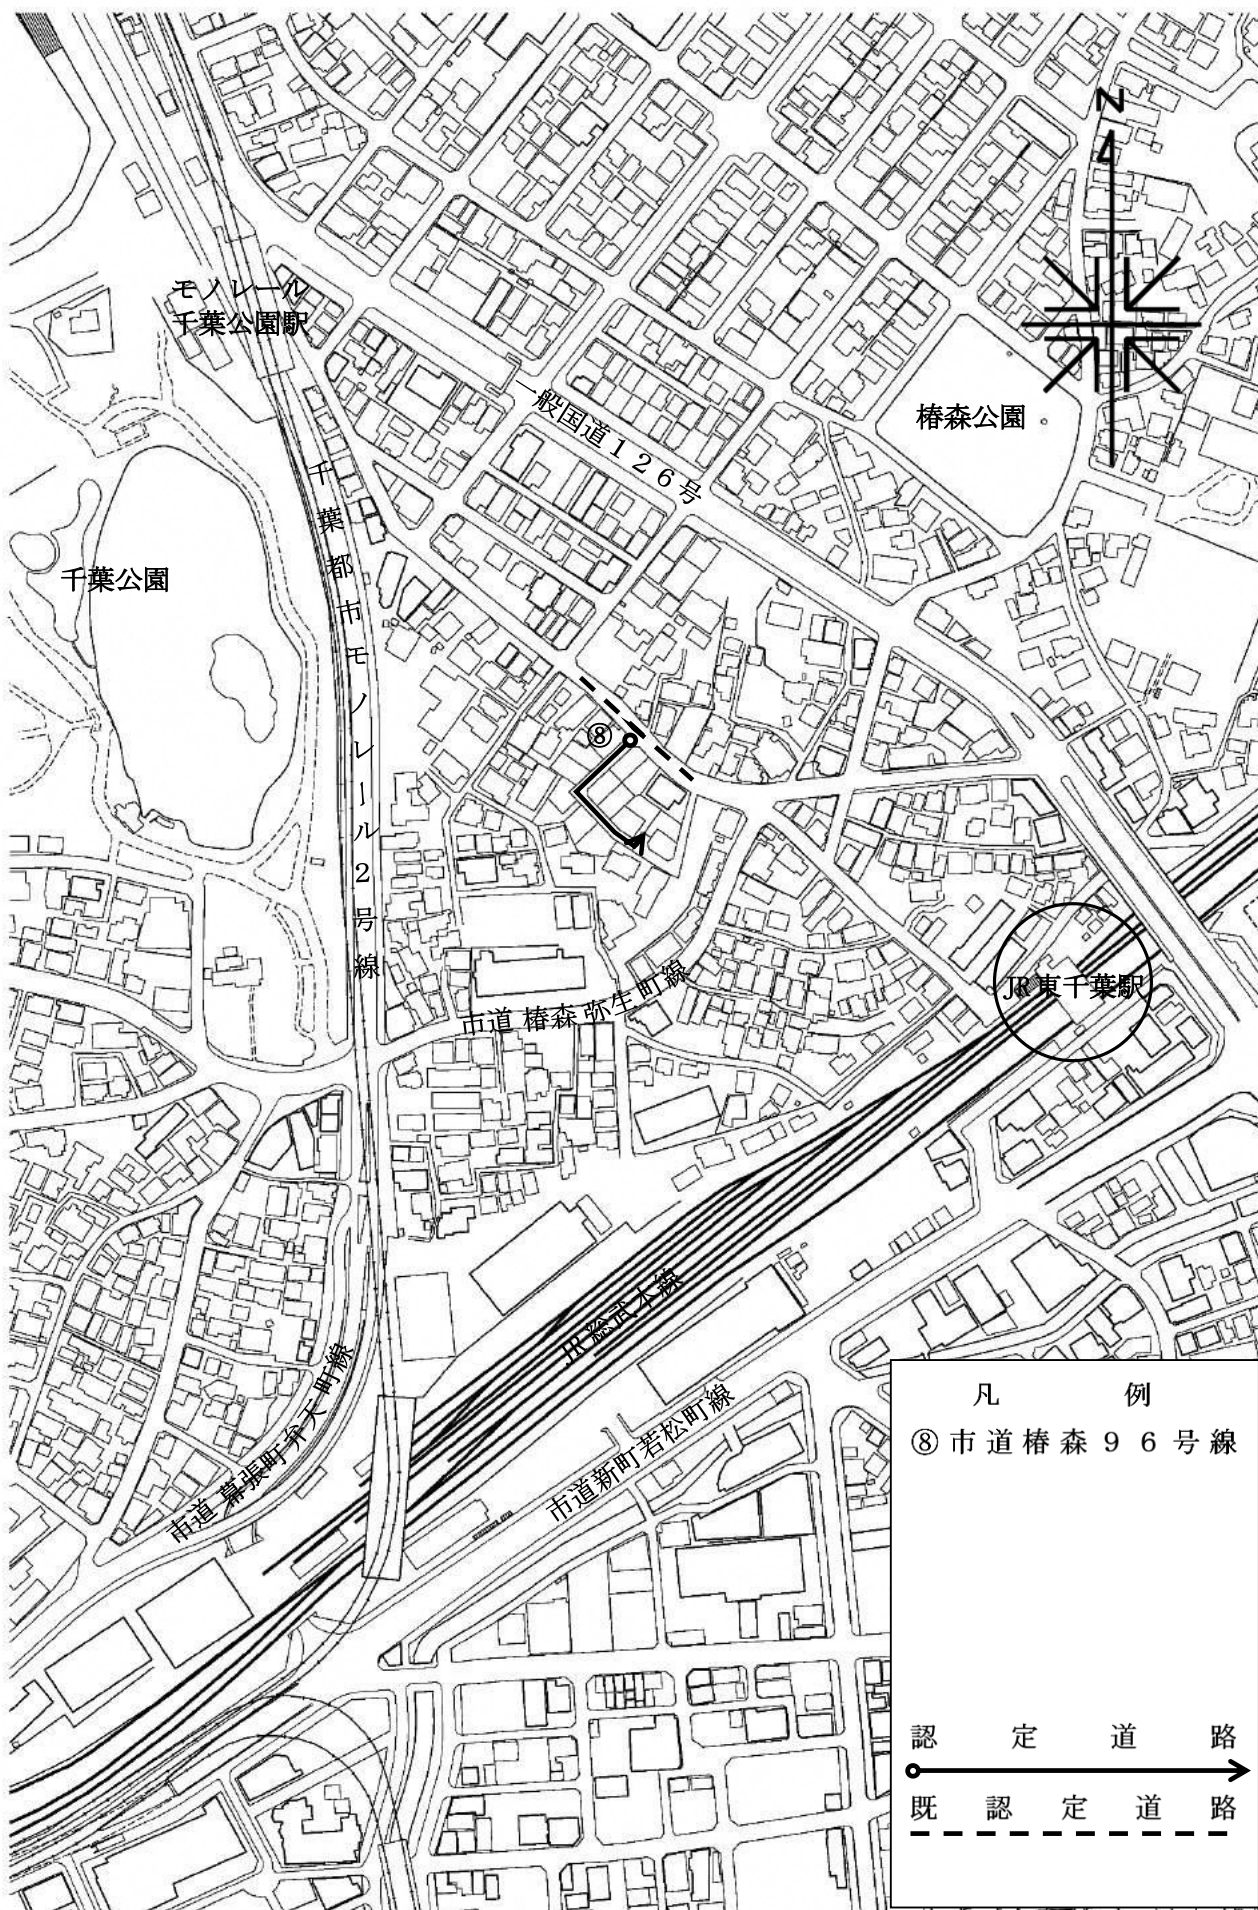 N
モノレール
千葉公園駅
椿森公園
一般国道126号
千葉公園
千葉都市モノレール2号線
⑧
JR東千葉駅
市道椿森弥生町線
JR総武本線
市道幕張町弁天町線
市道新町若松町線
凡例
⑧市道椿森96号線
認定道路
既認定道路